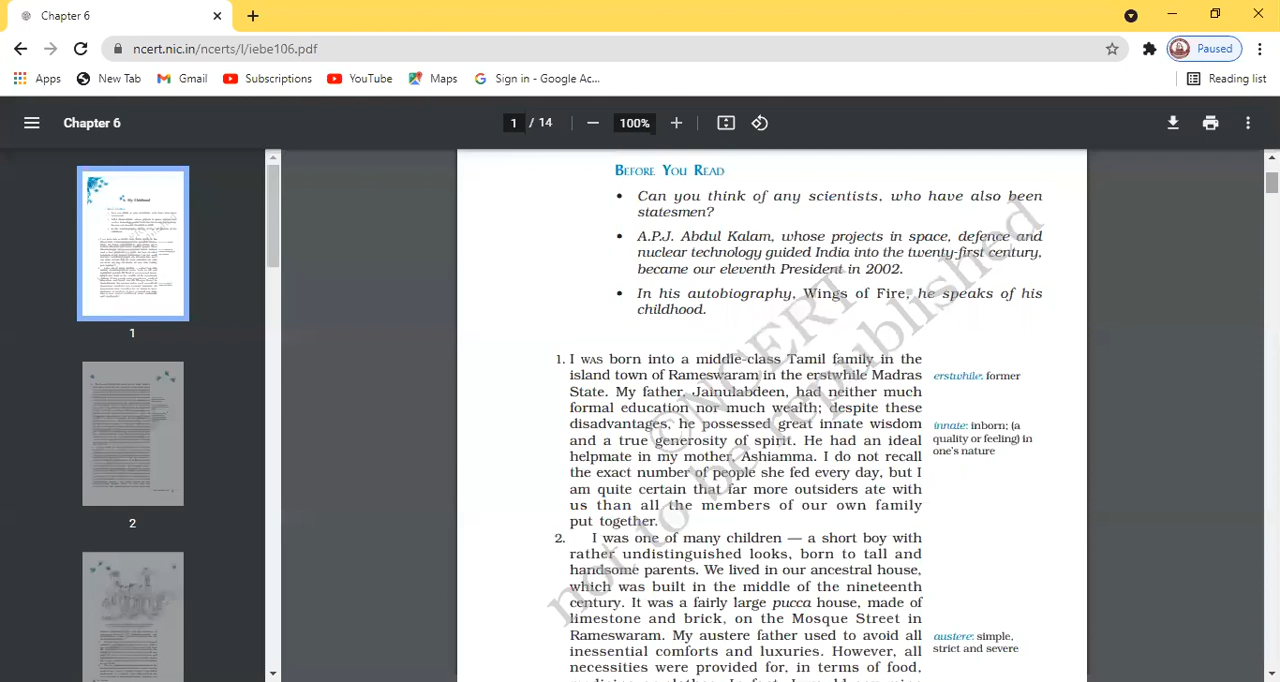 Chapter 6
ncert.nic.in/ncerts/l/iebe106.pdf
Paused
Apps
New Tab
Gmail
Subscriptions
YouTube
Maps
Sign in - Google Ac...
Reading list
Chapter 6
1 / 14
100%
BEFORE YOU READ
• Can you think of any scientists, who have also been
statesmen?
• A.P.J. Abdul Kalam, whose projects in space, defence and
nuclear technology guided India into the twenty-first century,
became our eleventh President in 2002.
• In his autobiography, Wings of Fire, he speaks of his
childhood.
1. I WAS born into a middle-class Tamil family in the
island town of Rameswaram in the erstwhile Madras
State. My father, Jainulabdeen, had neither much
formal education nor much wealth; despite these
disadvantages, he possessed great innate wisdom
and a true generosity of spirit. He had an ideal
helpmate in my mother, Ashiamma. I do not recall
the exact number of people she fed every day, but I
am quite certain that far more outsiders ate with
us than all the members of our own family
put together.
erstwhile: former
innate: inborn; (a
quality or feeling) in
one's nature
2. I was one of many children — a short boy with
rather undistinguished looks, born to tall and
handsome parents. We lived in our ancestral house,
which was built in the middle of the nineteenth
century. It was a fairly large pucca house, made of
limestone and brick, on the Mosque Street in
Rameswaram. My austere father used to avoid all
inessential comforts and luxuries. However, all
necessities were provided for, in terms of food,
austere: simple,
strict and severe
©NCERT
not to be republished
My Childhood
1
2